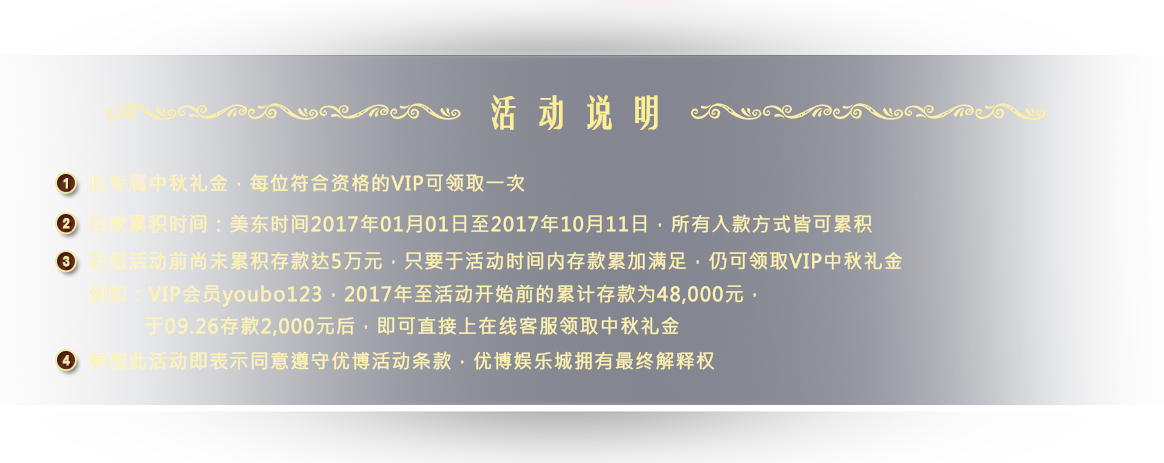 活动说明
1 此专属中秋礼金，每位符合资格的VIP可领取一次
2 存款累积时间：美东时间2017年01月01日至2017年10月11日，所有入款方式皆可累积
3 若您活动前尚未累积存款达5万元，只要于活动时间内存款累加满足，仍可领取VIP中秋礼金
例如：VIP会员youbo123，2017年至活动开始前的累计存款为48,000元，
于09.26存款2,000元后，即可直接上在线客服领取中秋礼金
4 参加此活动即表示同意遵守优博活动条款，优博娱乐城拥有最终解释权